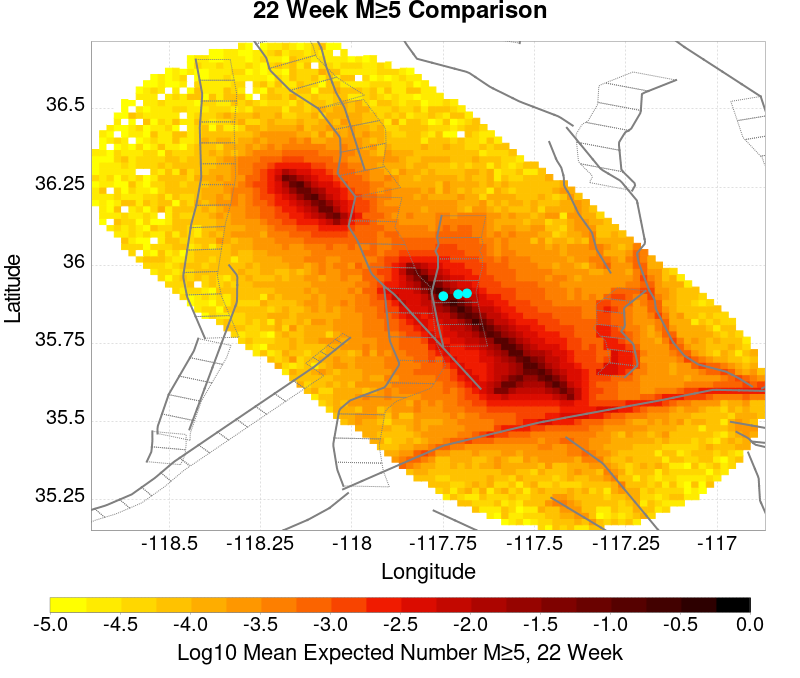 22 Week M≥5 Comparison
36.5
36.25
36
35.75
35.5
35.25
Latitude
-118.5 -118.25 -118 -117.75 -117.5 -117.25 -117
Longitude
-5.0 -4.5 -4.0 -3.5 -3.0 -2.5 -2.0 -1.5 -1.0 -0.5 0.0
Log10 Mean Expected Number M≥5, 22 Week